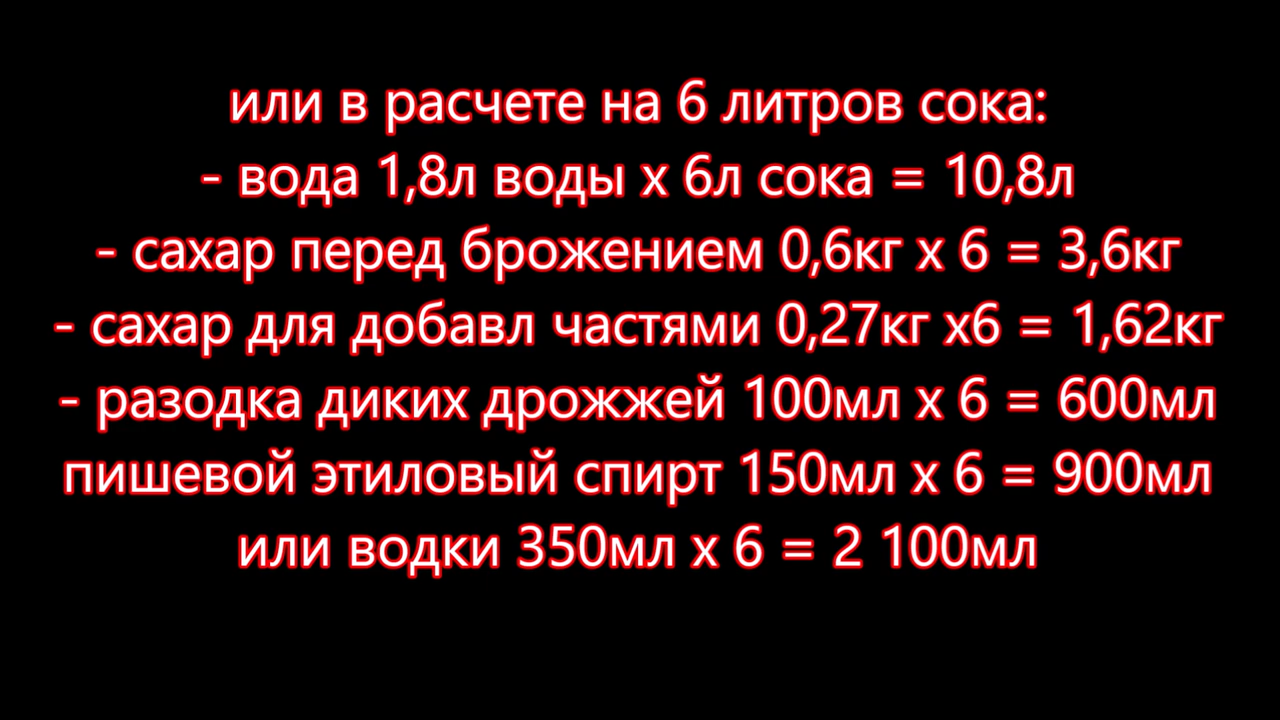 или в расчете на 6 литров сока:
- вода 1,8л воды х 6л сока = 10,8л
- сахар перед брожением 0,6кг х 6 = 3,6кг
- сахар для добавл частями 0,27кг х6 = 1,62кг
- разодка диких дрожжей 100мл х 6 = 600мл
пишевой этиловый спирт 150мл х 6 = 900мл
или водки 350мл х 6 = 2 100мл